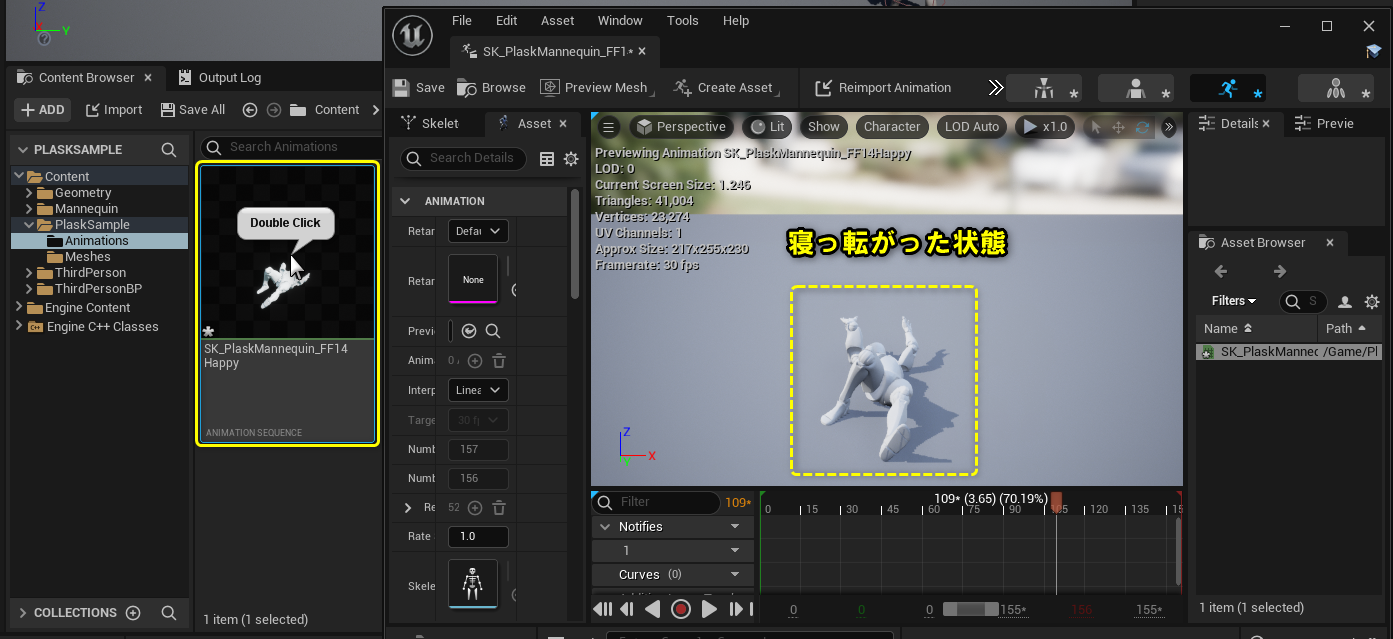 Z
Y
File Edit Asset Window Tools Help
SK_PlaskMannequin_FF1*
Content Browser Output Log
ADD Import Save All Content
Save Browse Preview Mesh Create Asset Reimport Animation
PLASKSAMPLE
Search Animations
Content
Geometry
Mannequin
PlaskSample
Animations
Meshes
ThirdPerson
ThirdPersonBP
Engine Content
Engine C++ Classes
COLLECTIONS
Double Click
SK_PlaskMannequin_FF14
Happy
ANIMATION SEQUENCE
1 item (1 selected)
Skelet Asset
Search Details
ANIMATION
Retar Defau
Retar None
Previ
Anima 0
Interp Linea
Targe 30 f
Numb 157
Numb 156
Re 52
Rate 1.0
Skele
Perspective Lit Show Character LOD Auto x1.0
Previewing Animation SK_PlaskMannequin_FF14Happy
LOD: 0
Current Screen Size: 1.245
Triangles: 41,004
Vertices: 23,274
UV Channels: 1
Approx Size: 217x255x230
Framerate: 30 fps
寝っ転がった状態
Z
X
Y
Filter 109*
109* (3.65) (70.19%)
0 15 30 45 60 75 90 105 120 135 15
Notifies
1
Curves (0)
0 0 0 155* 156 155*
Details Previe
Asset Browser
Filters S
Name Path
SK_PlaskMannec /Game/Pl
1 item (1 selected)